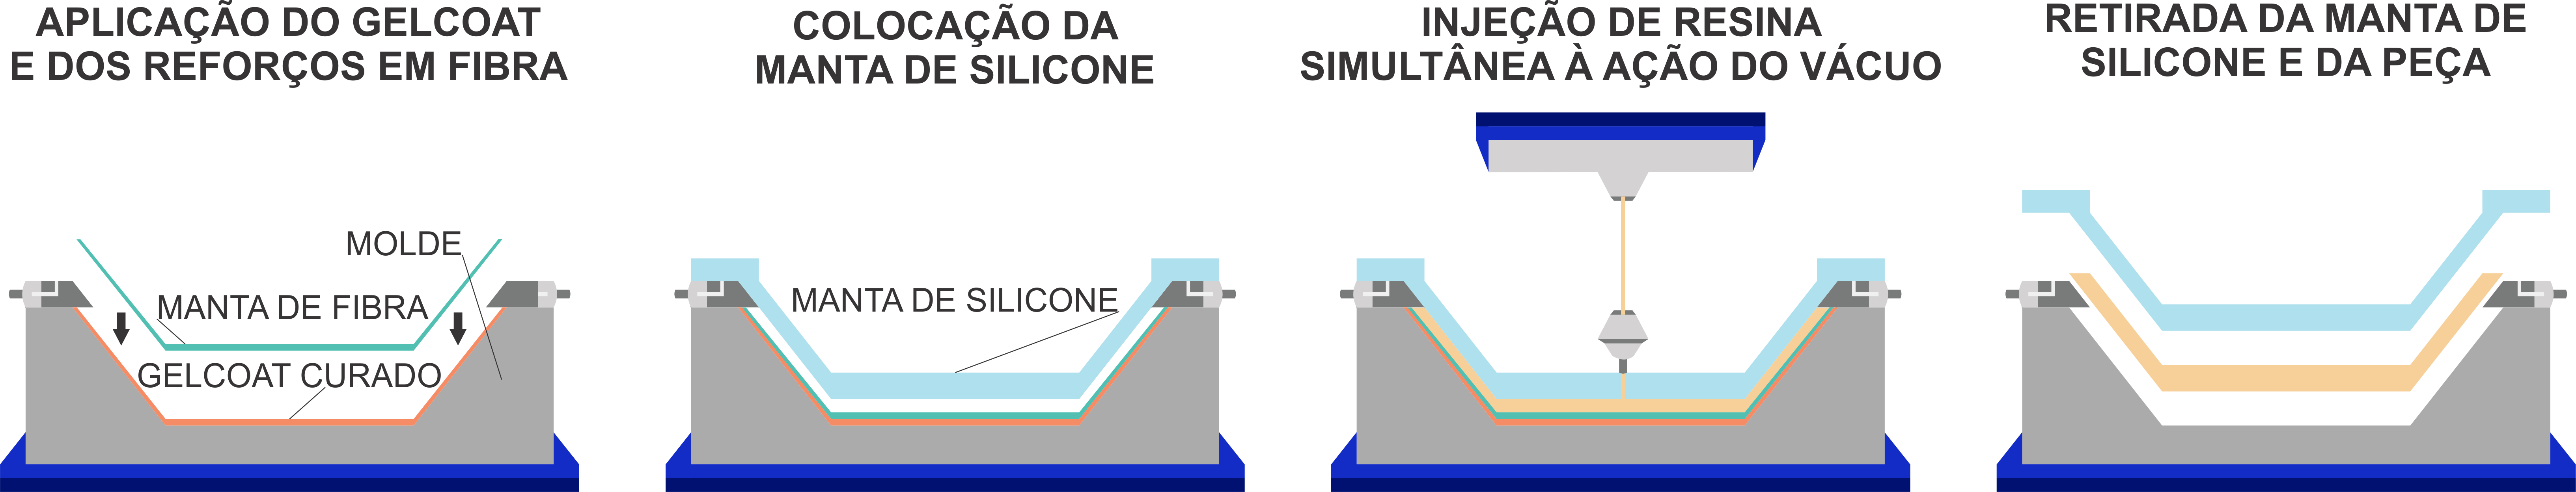 APLICAÇÃO DO GELCOAT
E DOS REFORÇOS EM FIBRA
MOLDE
MANTA DE FIBRA
GELCOAT CURADO
COLOCAÇÃO DA
MANTA DE SILICONE
MANTA DE SILICONE
INJEÇÃO DE RESINA
SIMULTÂNEA À AÇÃO DO VÁCUO
RETIRADA DA MANTA DE
SILICONE E DA PEÇA